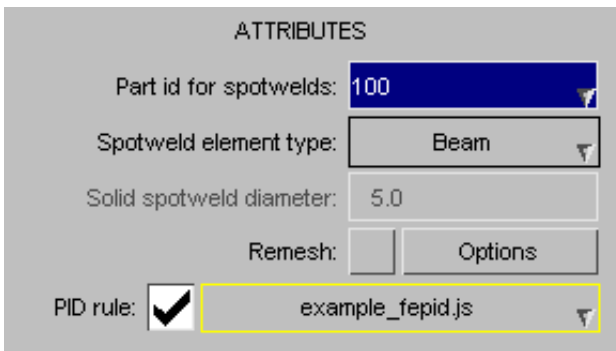 ATTRIBUTES
Part id for spotwelds: 100
Spotweld element type: Beam
Solid spotweld diameter: 5.0
Remesh: Options
PID rule: example_fepid.js